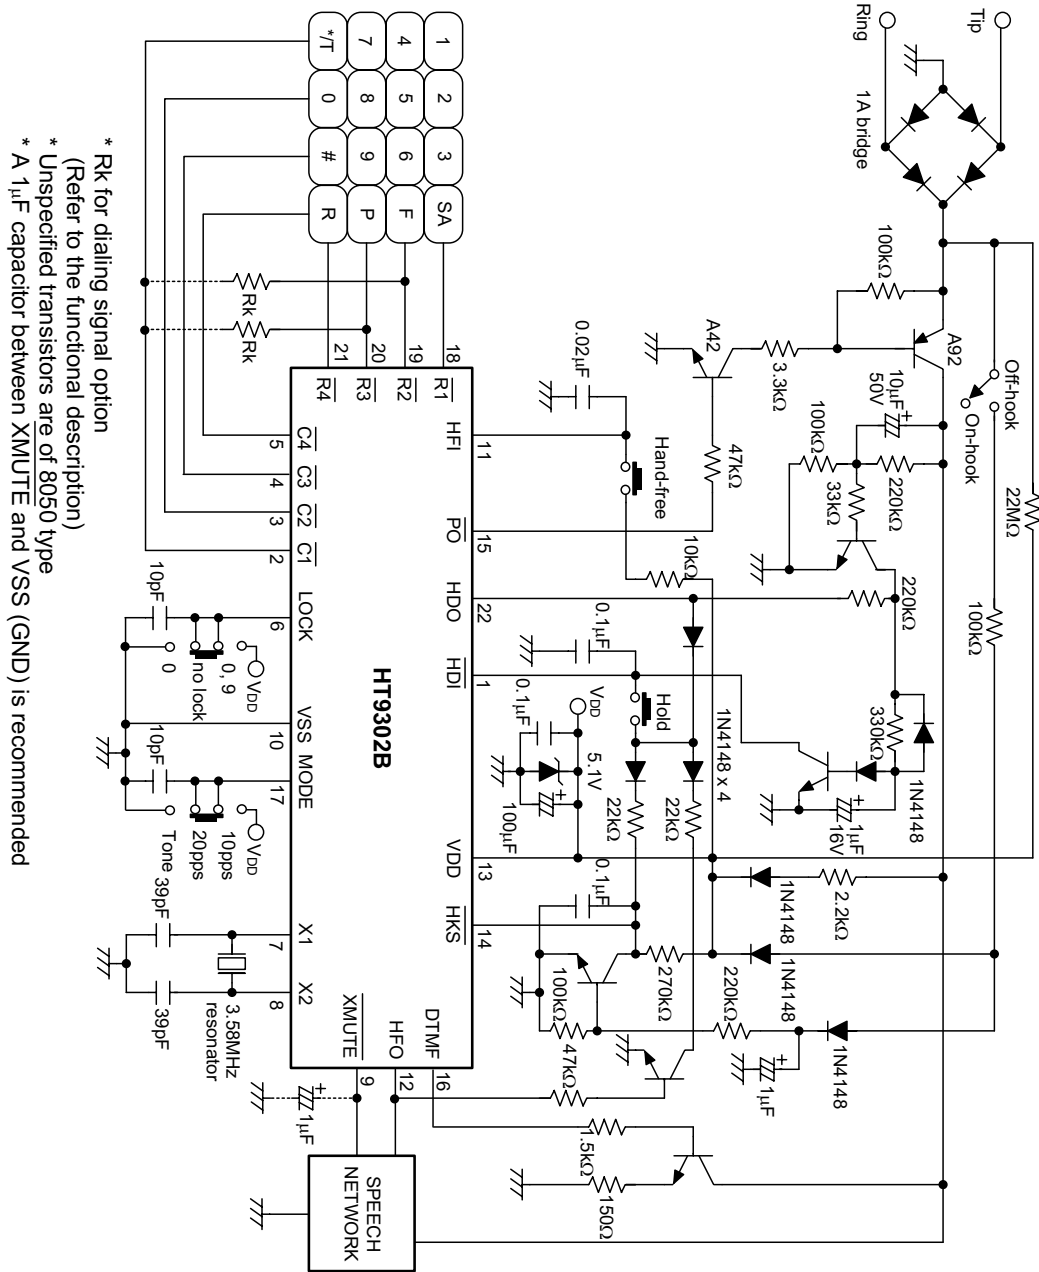 Tip
Ring
1A bridge
100kΩ
A92
Off-hook
On-hook
22MΩ
100kΩ
10μF
50V
+
220kΩ
100kΩ
33kΩ
220kΩ
330kΩ
1N4148
1μF
16V
+
A42
3.3kΩ
47kΩ
0.02μF
Hand-free
10kΩ
0.1μF
Hold
1N4148 x 4
VDD
0.1μF
5.1V
100μF
+
22kΩ
22kΩ
0.1μF
2.2kΩ
1N4148
1N4148
1N4148
270kΩ
220kΩ
100kΩ
47kΩ
1μF
+
1.5kΩ
150Ω
1 2 3 SA
4 5 6 F
7 8 9 P
*/T 0 # R
Rk
Rk
HT9302B
18 R1
19 R2
20 R3
21 R4
11 HFI
15 PO
22 HDO
1 HDI
13 VDD
14 HKS
16 DTMF
12 HFO
9 XMUTE
5 C4
4 C3
3 C2
2 C1
6 LOCK
10 VSS
17 MODE
7 X1
8 X2
10pF
VDD
0, 9
no lock
0
10pF
VDD
10pps
20pps
Tone
39pF
39pF
3.58MHz
resonator
1μF
+
SPEECH
NETWORK
* Rk for dialing signal option
(Refer to the functional description)
* Unspecified transistors are of 8050 type
* A 1μF capacitor between XMUTE and VSS (GND) is recommended